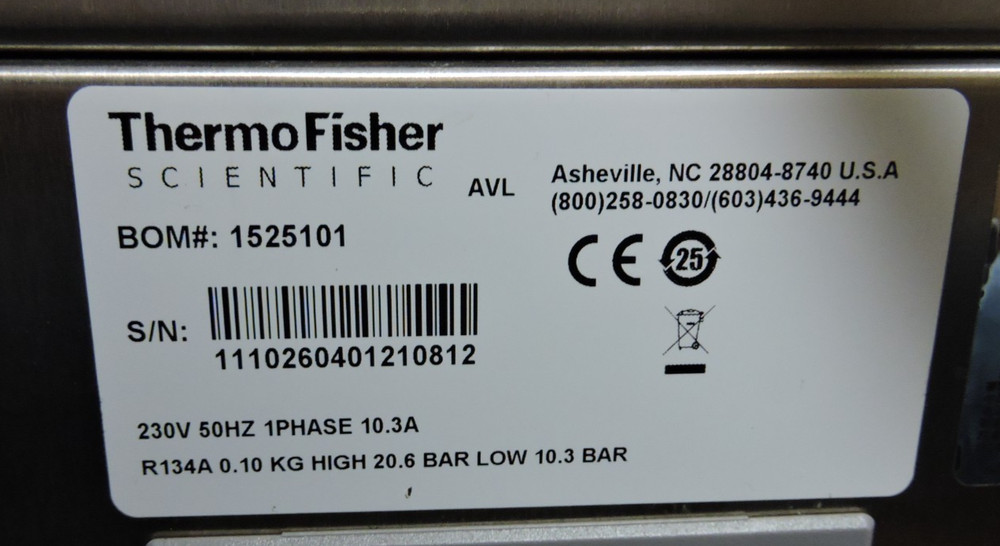 ThermoFisher
SCIENTIFIC
AVL
Asheville, NC 28804-8740 U.S.A
(800)258-0830/(603)436-9444
BOM#: 1525101
CE 25
S/N:
1110260401210812
230V 50HZ 1PHASE 10.3A
R134A 0.10 KG HIGH 20.6 BAR LOW 10.3 BAR